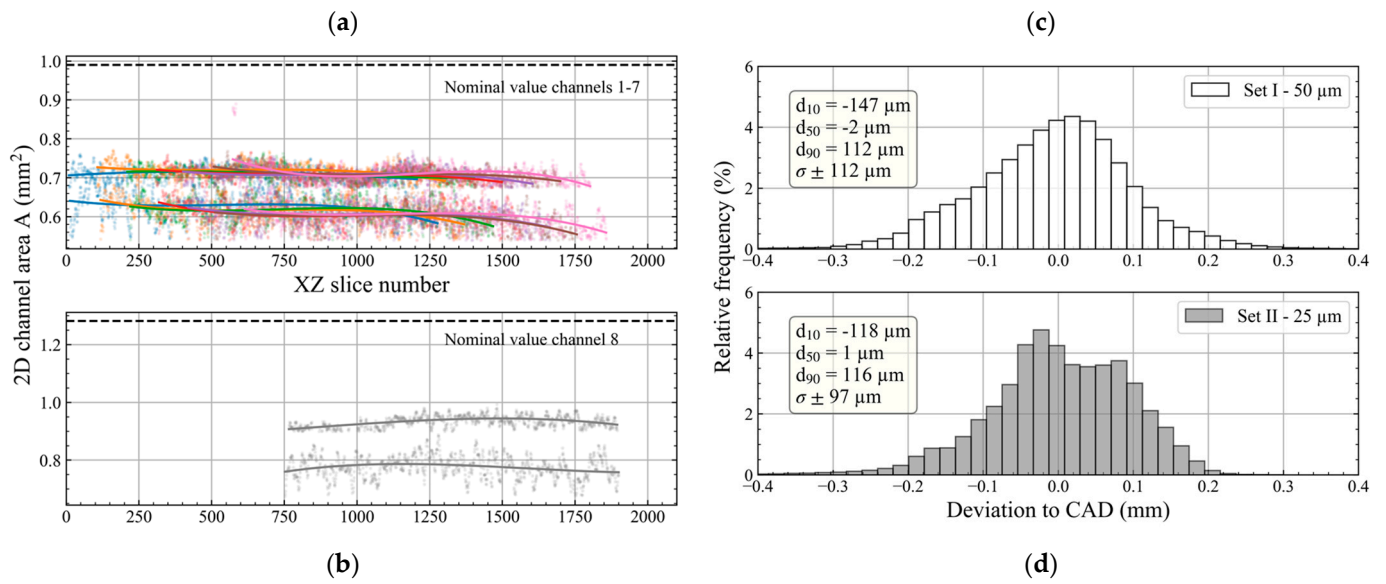 (a)
(c)
2D channel area A (mm²)
1.0
0.9
0.8
0.7
0.6
Nominal value channels 1-7
0 250 500 750 1000 1250 1500 1750 2000
XZ slice number
1.2
1.0
0.8
Nominal value channel 8
0 250 500 750 1000 1250 1500 1750 2000
Relative frequency (%)
6
4
2
0
d₁₀ = -147 µm
d₅₀ = -2 µm
d₉₀ = 112 µm
σ ± 112 µm
Set I - 50 µm
−0.4 −0.3 −0.2 −0.1 0.0 0.1 0.2 0.3 0.4
6
4
2
0
d₁₀ = -118 µm
d₅₀ = 1 µm
d₉₀ = 116 µm
σ ± 97 µm
Set II - 25 µm
−0.4 −0.3 −0.2 −0.1 0.0 0.1 0.2 0.3 0.4
Deviation to CAD (mm)
(b)
(d)